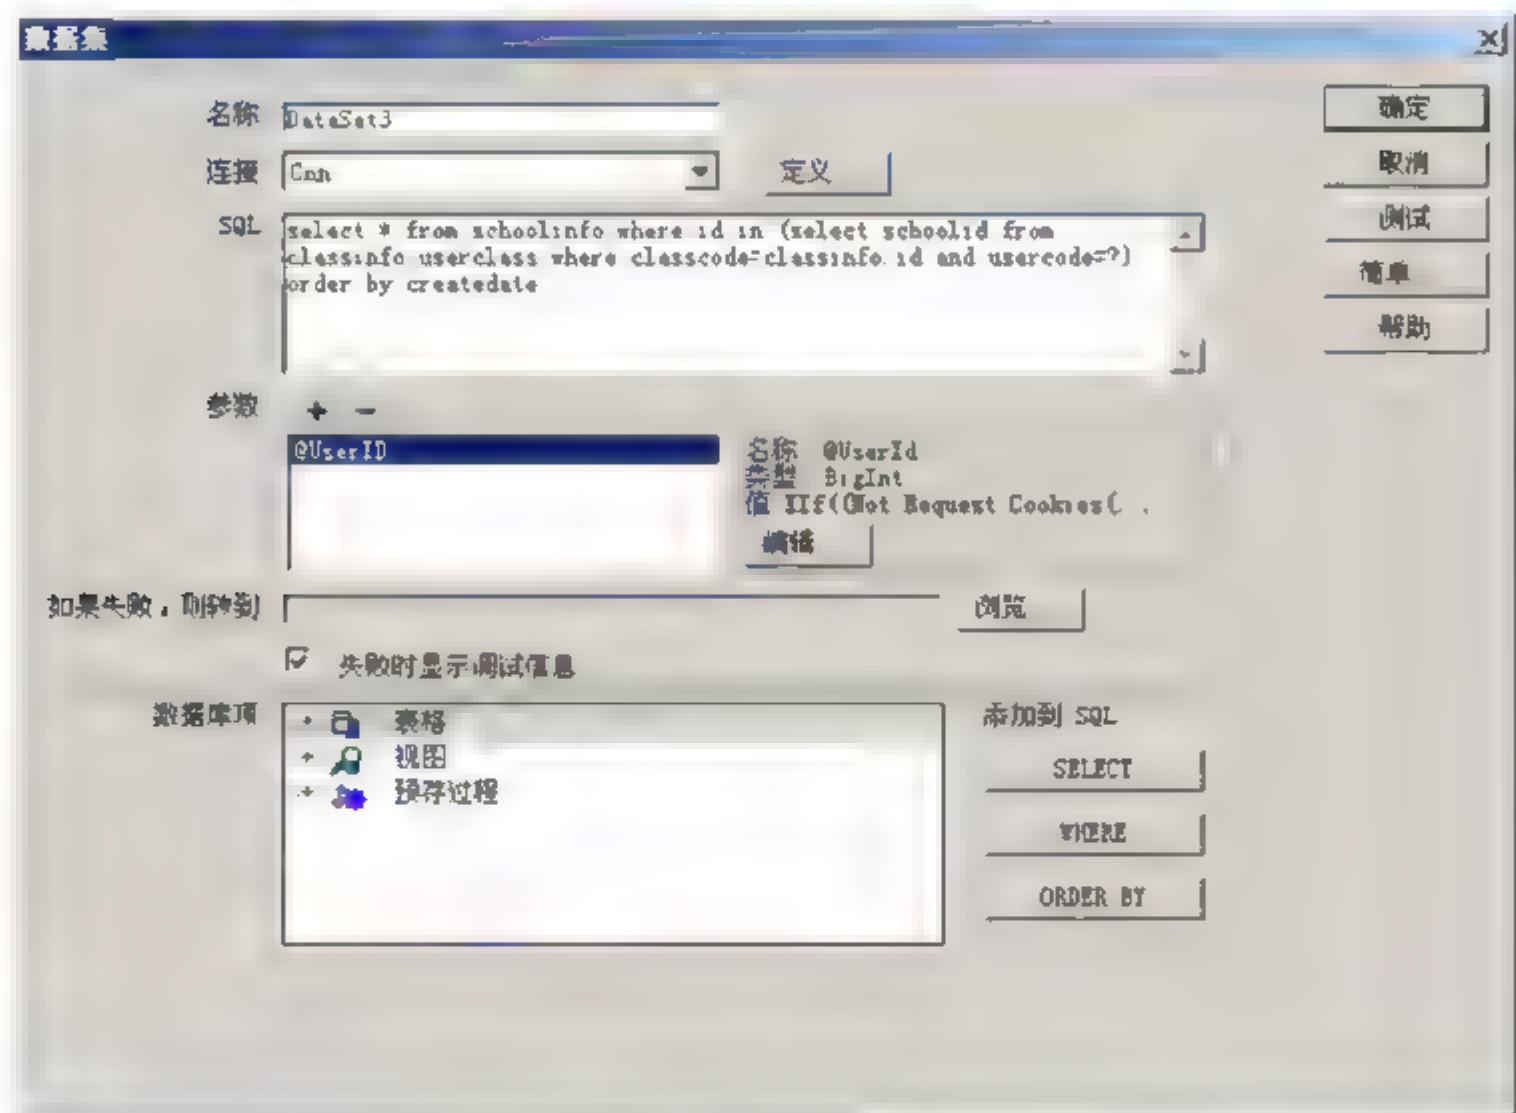 数据集
名称 DataSet3
确定
连接 Cnn 定义
取消
SQL select * from schoolinfo where id in (select schoolid from
classinfo userclass where classcode=classinfo.id and usercode=?)
order by createdate
测试
简单
帮助
参数 + -
@UserID
名称 @UserId
类型 BigInt
值 IIf((Not Request Cookies(
编辑
如果失败,则转到 浏览
失败时显示调试信息
数据库项
表格
视图
预存过程
添加到 SQL
SELECT
WHERE
ORDER BY